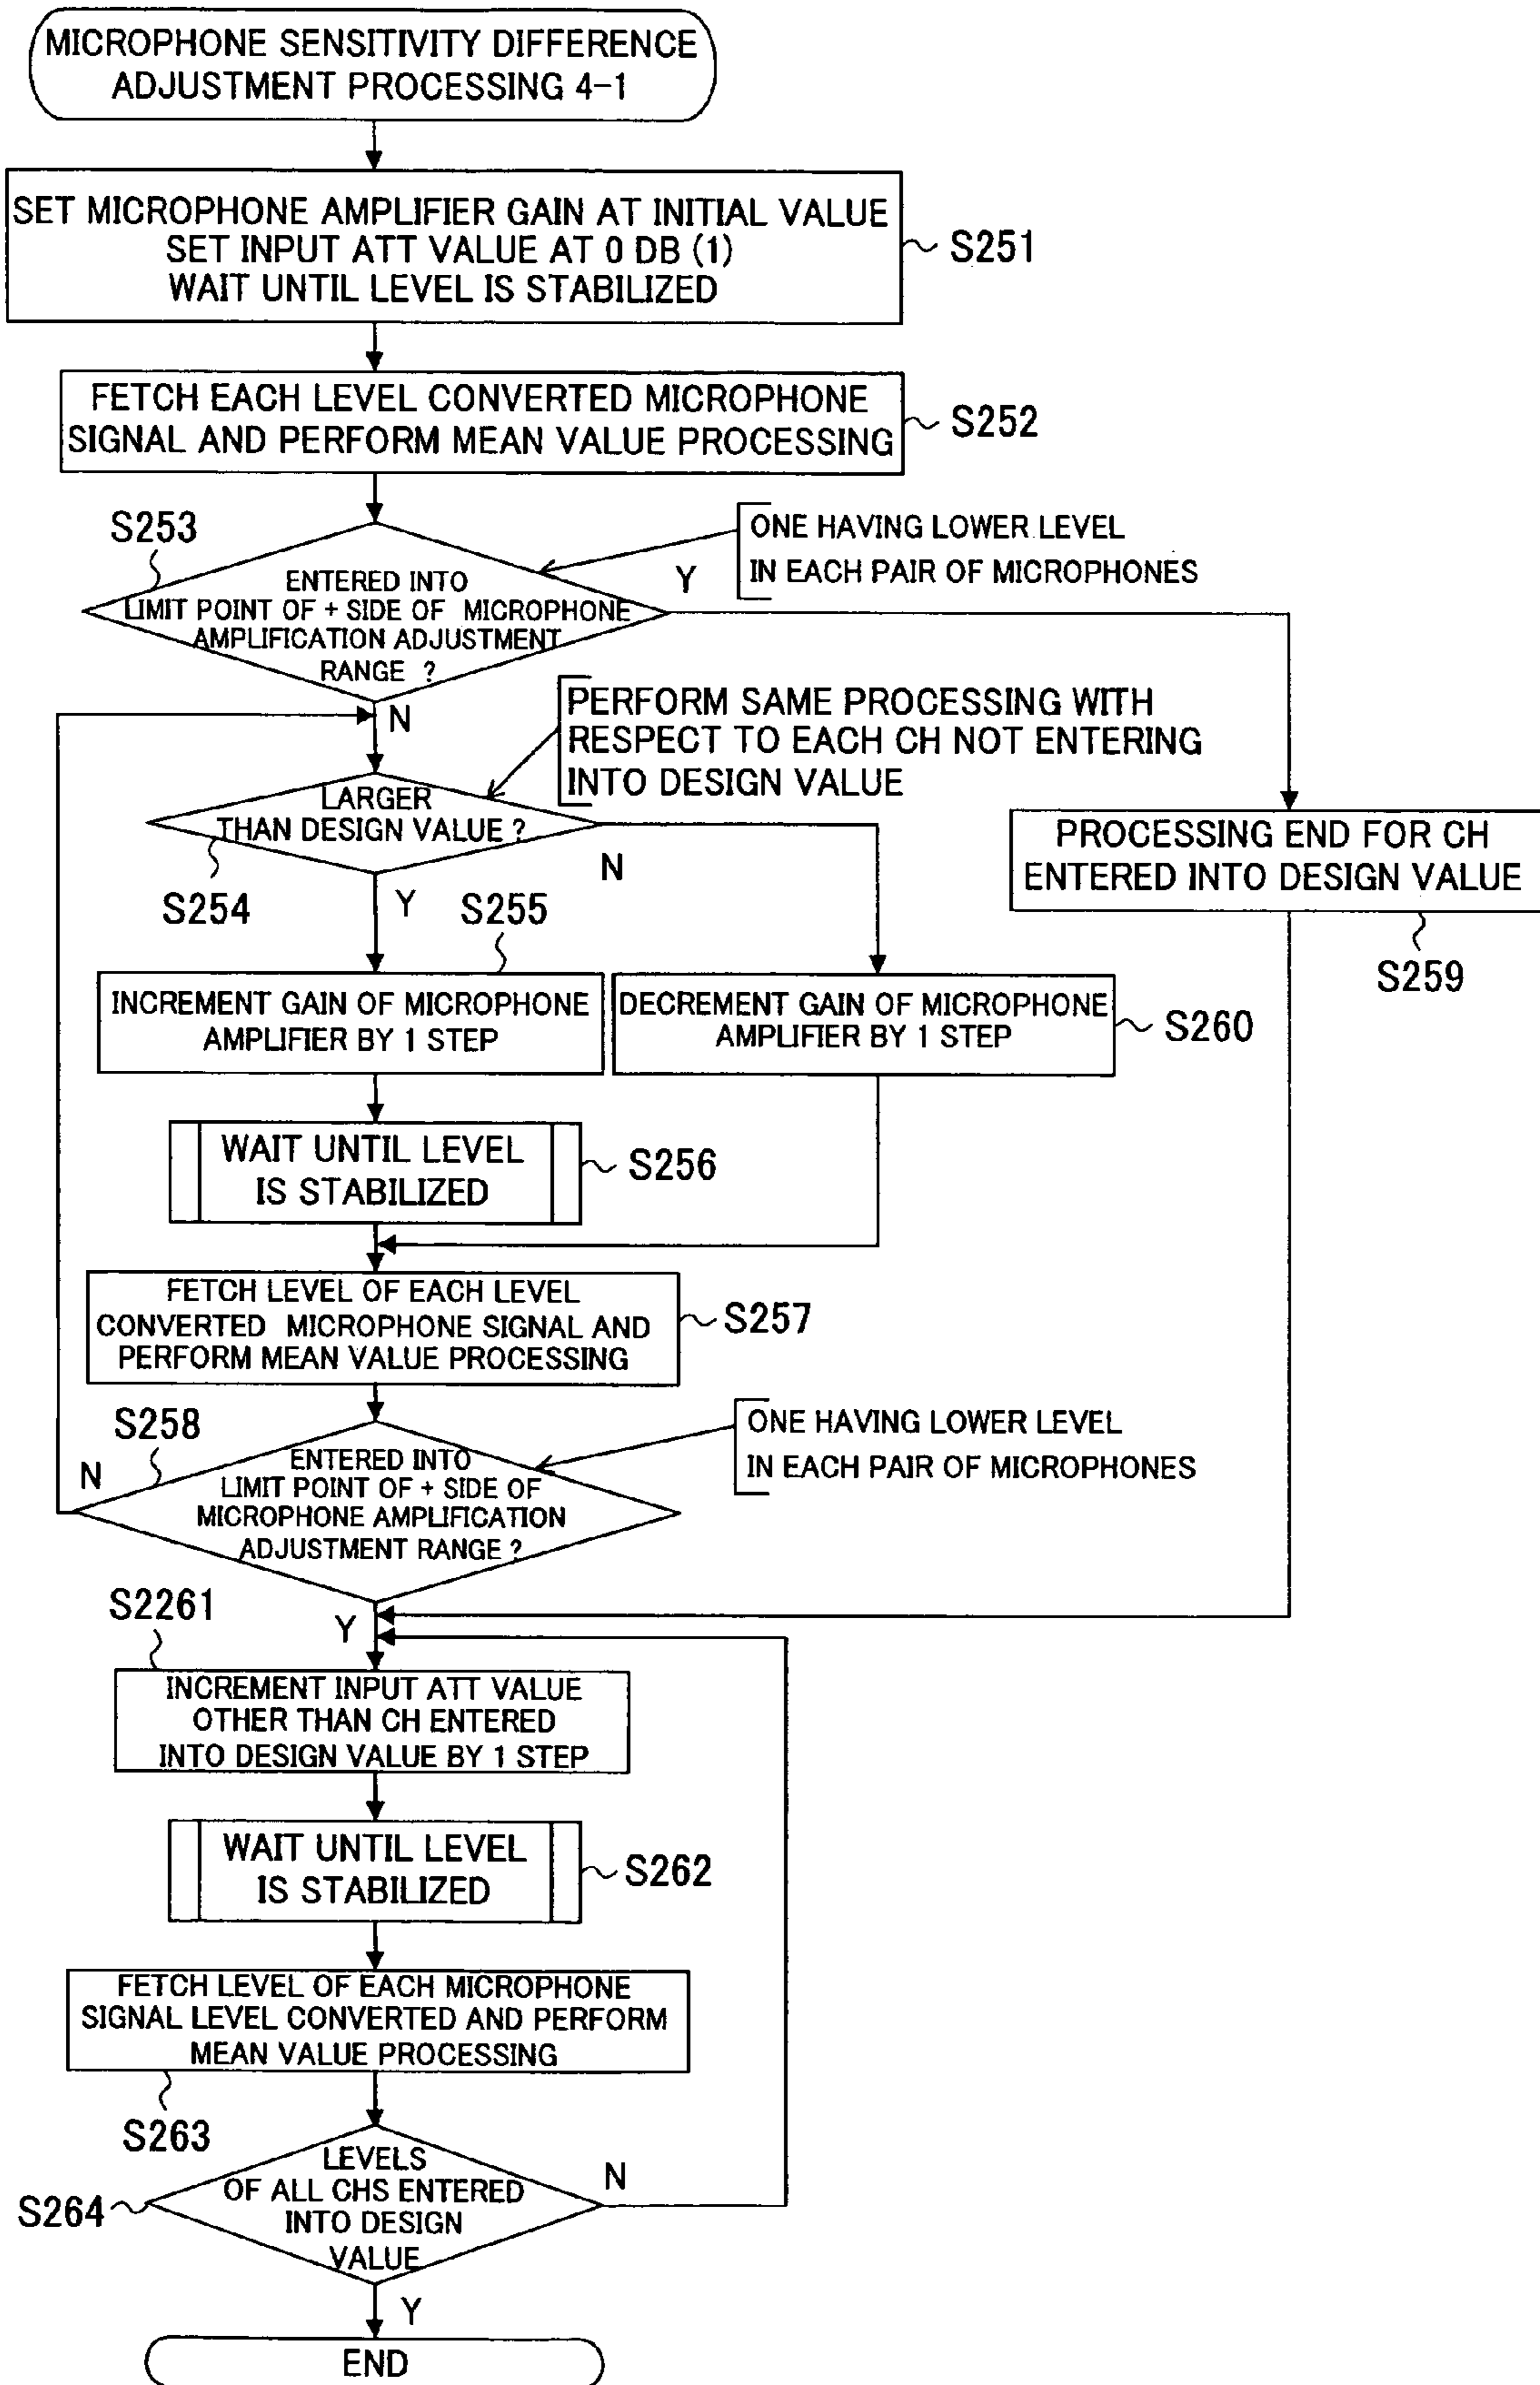 MICROPHONE SENSITIVITY DIFFERENCE
ADJUSTMENT PROCESSING 4-1
SET MICROPHONE AMPLIFIER GAIN AT INITIAL VALUE
SET INPUT ATT VALUE AT 0 DB (1)
WAIT UNTIL LEVEL IS STABILIZED
S251
FETCH EACH LEVEL CONVERTED MICROPHONE
SIGNAL AND PERFORM MEAN VALUE PROCESSING
S252
S253
ENTERED INTO
LIMIT POINT OF + SIDE OF MICROPHONE
AMPLIFICATION ADJUSTMENT
RANGE ?
ONE HAVING LOWER LEVEL
IN EACH PAIR OF MICROPHONES
Y
N
PERFORM SAME PROCESSING WITH
RESPECT TO EACH CH NOT ENTERING
INTO DESIGN VALUE
LARGER
THAN DESIGN VALUE ?
S254
N
Y
PROCESSING END FOR CH
ENTERED INTO DESIGN VALUE
S259
S255
INCREMENT GAIN OF MICROPHONE
AMPLIFIER BY 1 STEP
DECREMENT GAIN OF MICROPHONE
AMPLIFIER BY 1 STEP
S260
WAIT UNTIL LEVEL
IS STABILIZED
S256
FETCH LEVEL OF EACH LEVEL
CONVERTED MICROPHONE SIGNAL AND
PERFORM MEAN VALUE PROCESSING
S257
S258
N
ENTERED INTO
LIMIT POINT OF + SIDE OF
MICROPHONE AMPLIFICATION
ADJUSTMENT RANGE ?
ONE HAVING LOWER LEVEL
IN EACH PAIR OF MICROPHONES
S2261
Y
INCREMENT INPUT ATT VALUE
OTHER THAN CH ENTERED
INTO DESIGN VALUE BY 1 STEP
WAIT UNTIL LEVEL
IS STABILIZED
S262
FETCH LEVEL OF EACH MICROPHONE
SIGNAL LEVEL CONVERTED AND PERFORM
MEAN VALUE PROCESSING
S263
LEVELS
OF ALL CHS ENTERED
INTO DESIGN
VALUE
S264
N
Y
END